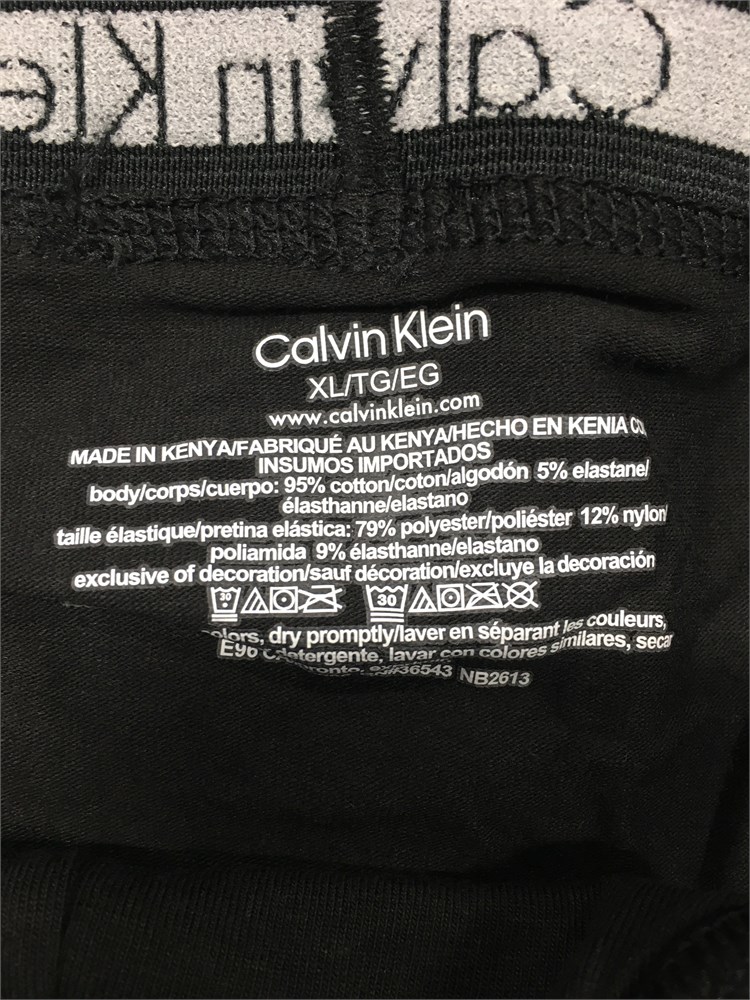 Calvin Kle
Calvin Klein
XL/TG/EG
www.calvinklein.com
MADE IN KENYA/FABRIQUÉ AU KENYA/HECHO EN KENIA
INSUMOS IMPORTADOS
body/corps/cuerpo: 95% cotton/coton/algodón 5% elastane/
élasthanne/elastano
taille élastique/pretina elástica: 79% polyester/poliéster 12% nylon/
poliamida 9% élasthanne/elastano
exclusive of decoration/sauf décoration/excluye la decoración
30 30
dry promptly/laver en séparant les couleurs,
lavar con colores similares, secar
36543 NB2613